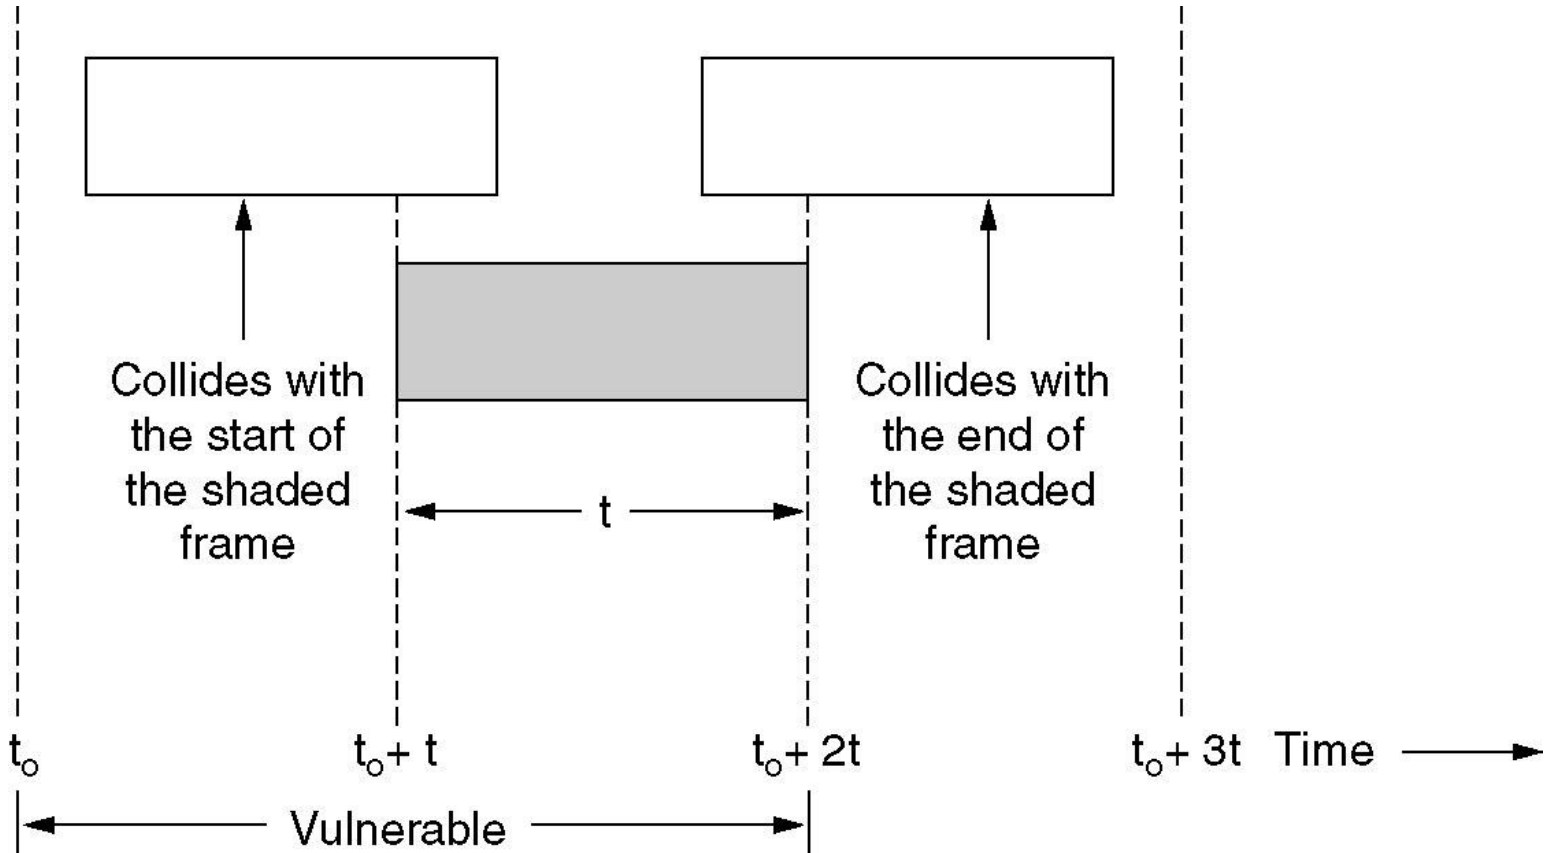 Collides with
the start of
the shaded
frame
Collides with
the end of
the shaded
frame
t
tₒ
tₒ+ t
tₒ+ 2t
tₒ+ 3t
Time
Vulnerable